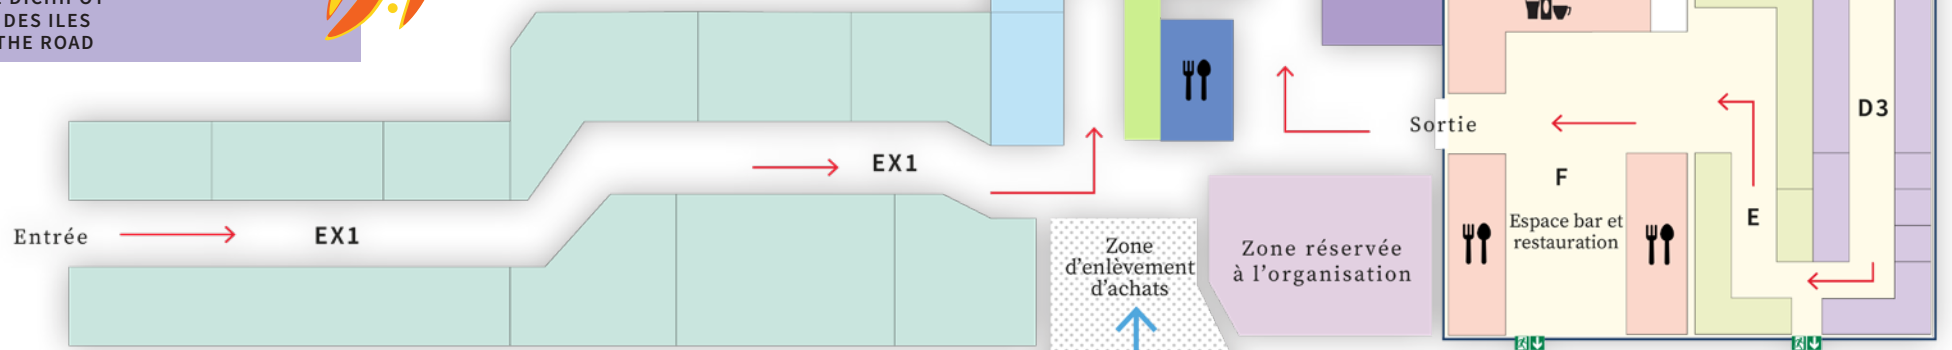 DES ILES
THE ROAD
D3
Sortie
EX1
F
E
Espace bar et
restauration
Entrée
EX1
Zone
d’enlèvement
d’achats
Zone réservée
à l’organisation